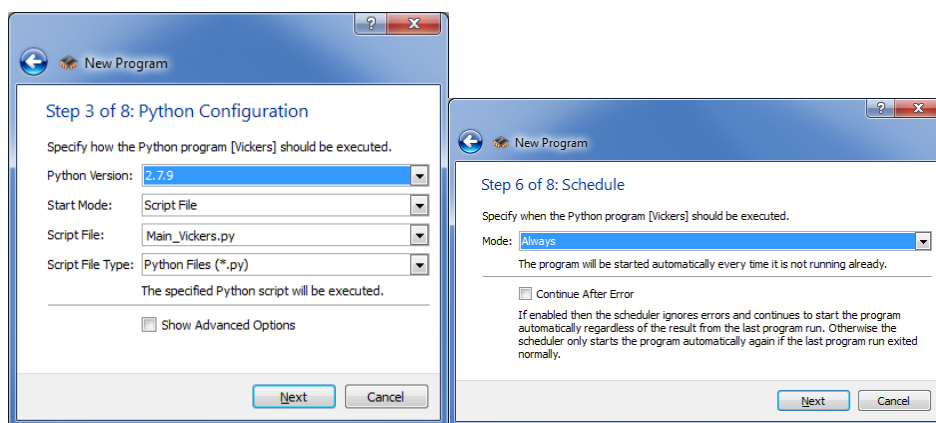 ?
X
New Program
Step 3 of 8: Python Configuration
Specify how the Python program [Vickers] should be executed.
Python Version: 2.7.9
Start Mode: Script File
Script File: Main_Vickers.py
Script File Type: Python Files (*.py)
The specified Python script will be executed.
Show Advanced Options
Next Cancel
?
X
New Program
Step 6 of 8: Schedule
Specify when the Python program [Vickers] should be executed.
Mode: Always
The program will be started automatically every time it is not running already.
Continue After Error
If enabled then the scheduler ignores errors and continues to start the program
automatically regardless of the result from the last program run. Otherwise the
scheduler only starts the program automatically again if the last program run exited
normally.
Next Cancel